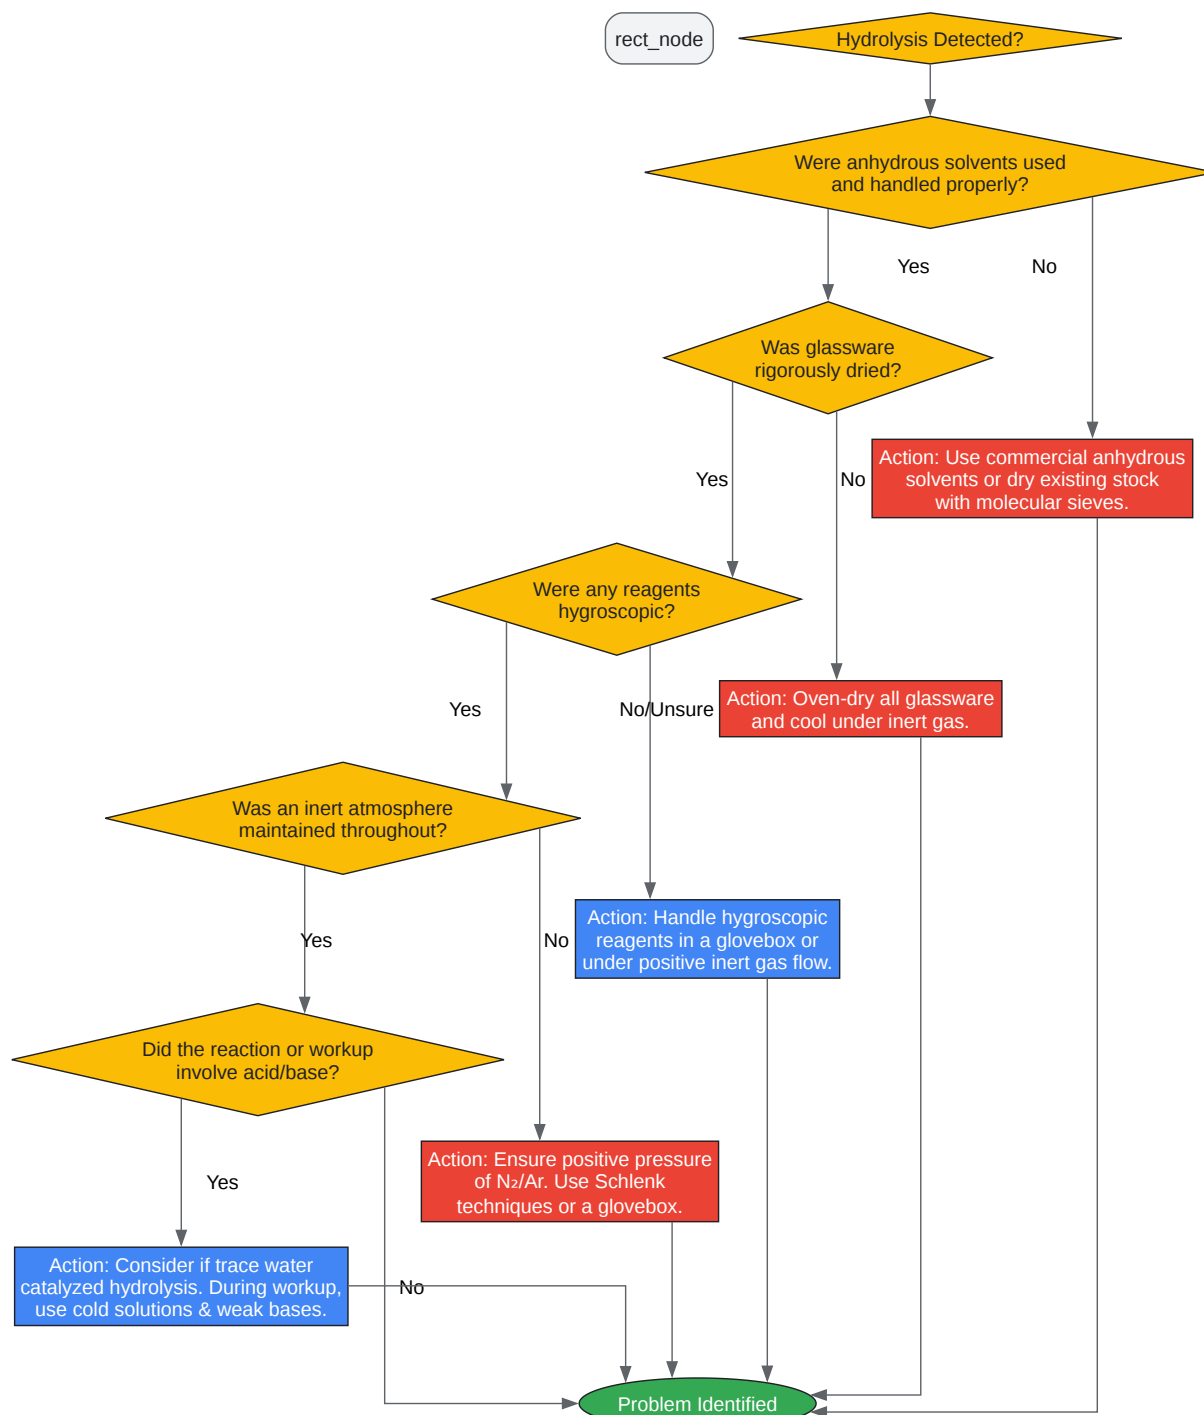 rect_node
Hydrolysis Detected?
Were anhydrous solvents used
and handled properly?
Yes
No
Was glassware
rigorously dried?
Yes
No
Action: Use commercial anhydrous
solvents or dry existing stock
with molecular sieves.
Were any reagents
hygroscopic?
Yes
No/Unsure
Action: Oven-dry all glassware
and cool under inert gas.
Was an inert atmosphere
maintained throughout?
Yes
No
Action: Handle hygroscopic
reagents in a glovebox or
under positive inert gas flow.
Did the reaction or workup
involve acid/base?
Yes
Action: Ensure positive pressure
of N₂/Ar. Use Schlenk
techniques or a glovebox.
Action: Consider if trace water
catalyzed hydrolysis. During workup,
use cold solutions & weak bases.
No
Problem Identified